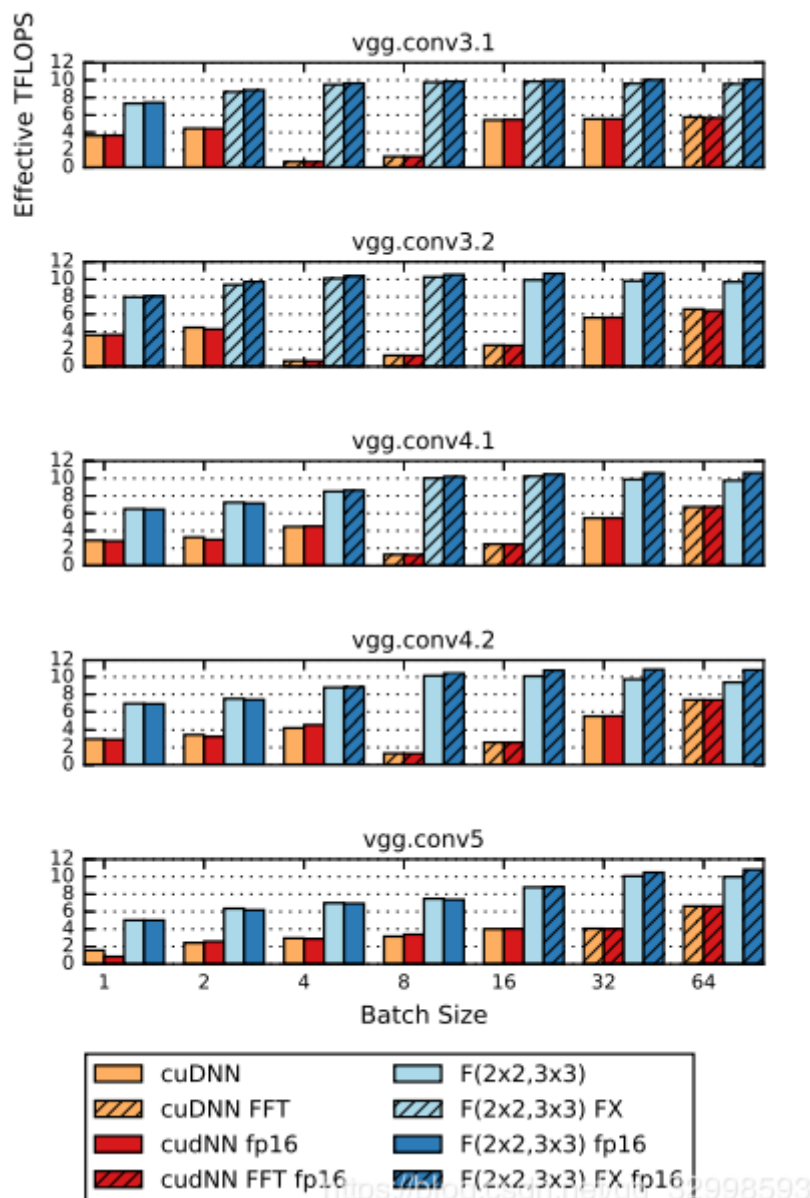 vgg.conv3.1
Effective TFLOPS
12
10
8
6
4
2
0
vgg.conv3.2
12
10
8
6
4
2
0
vgg.conv4.1
12
10
8
6
4
2
0
vgg.conv4.2
12
10
8
6
4
2
0
vgg.conv5
12
10
8
6
4
2
0
1 2 4 8 16 32 64
Batch Size
cuDNN F(2x2,3x3)
cuDNN FFT F(2x2,3x3) FX
cudNN fp16 F(2x2,3x3) fp16
cudNN FFT fp16 F(2x2,3x3) FX fp16